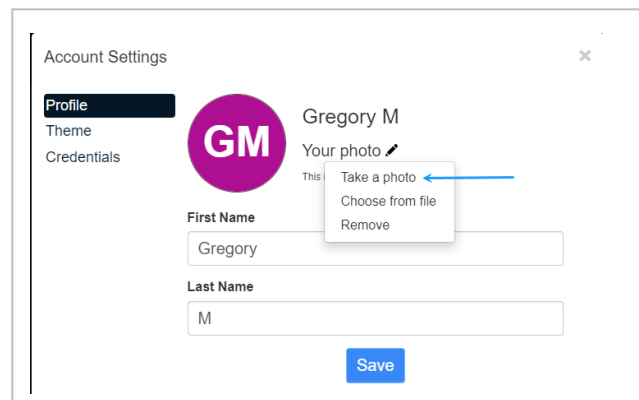 Account Settings
×
Profile
Theme
Credentials
GM
Gregory M
Your photo
This
Take a photo
Choose from file
Remove
First Name
Gregory
Last Name
M
Save